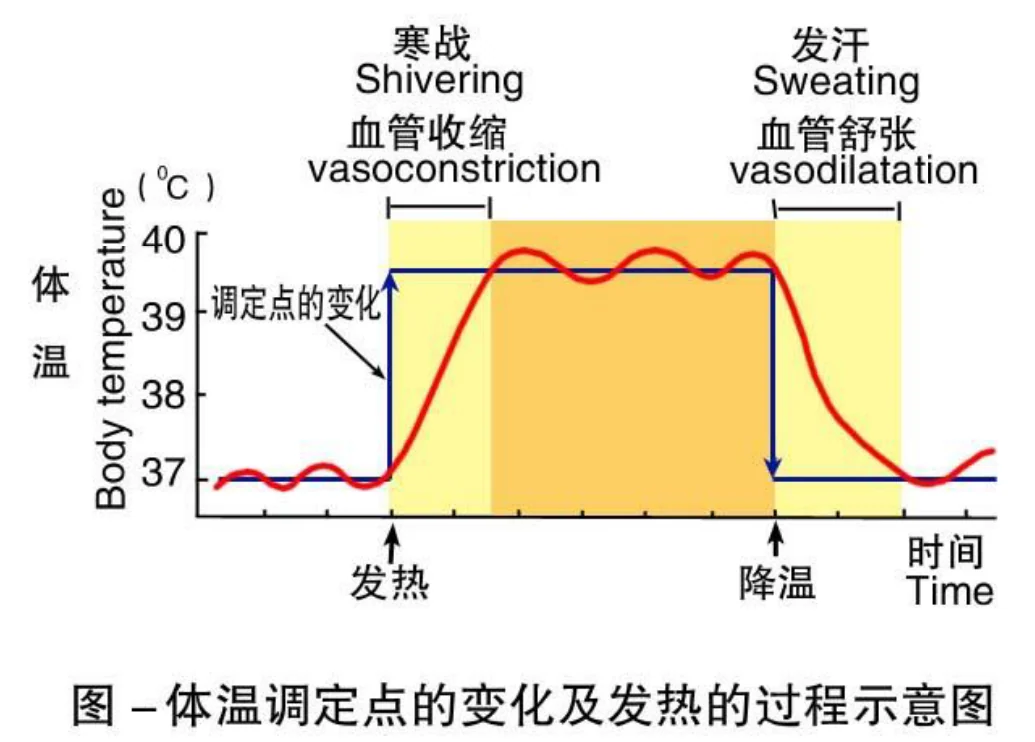 寒战
Shivering
血管收缩
vasoconstriction
发汗
Sweating
血管舒张
vasodilatation
(⁰C)
体温
Body temperature
40
39
38
37
调定点的变化
发热
降温
时间
Time
图 –体温调定点的变化及发热的过程示意图